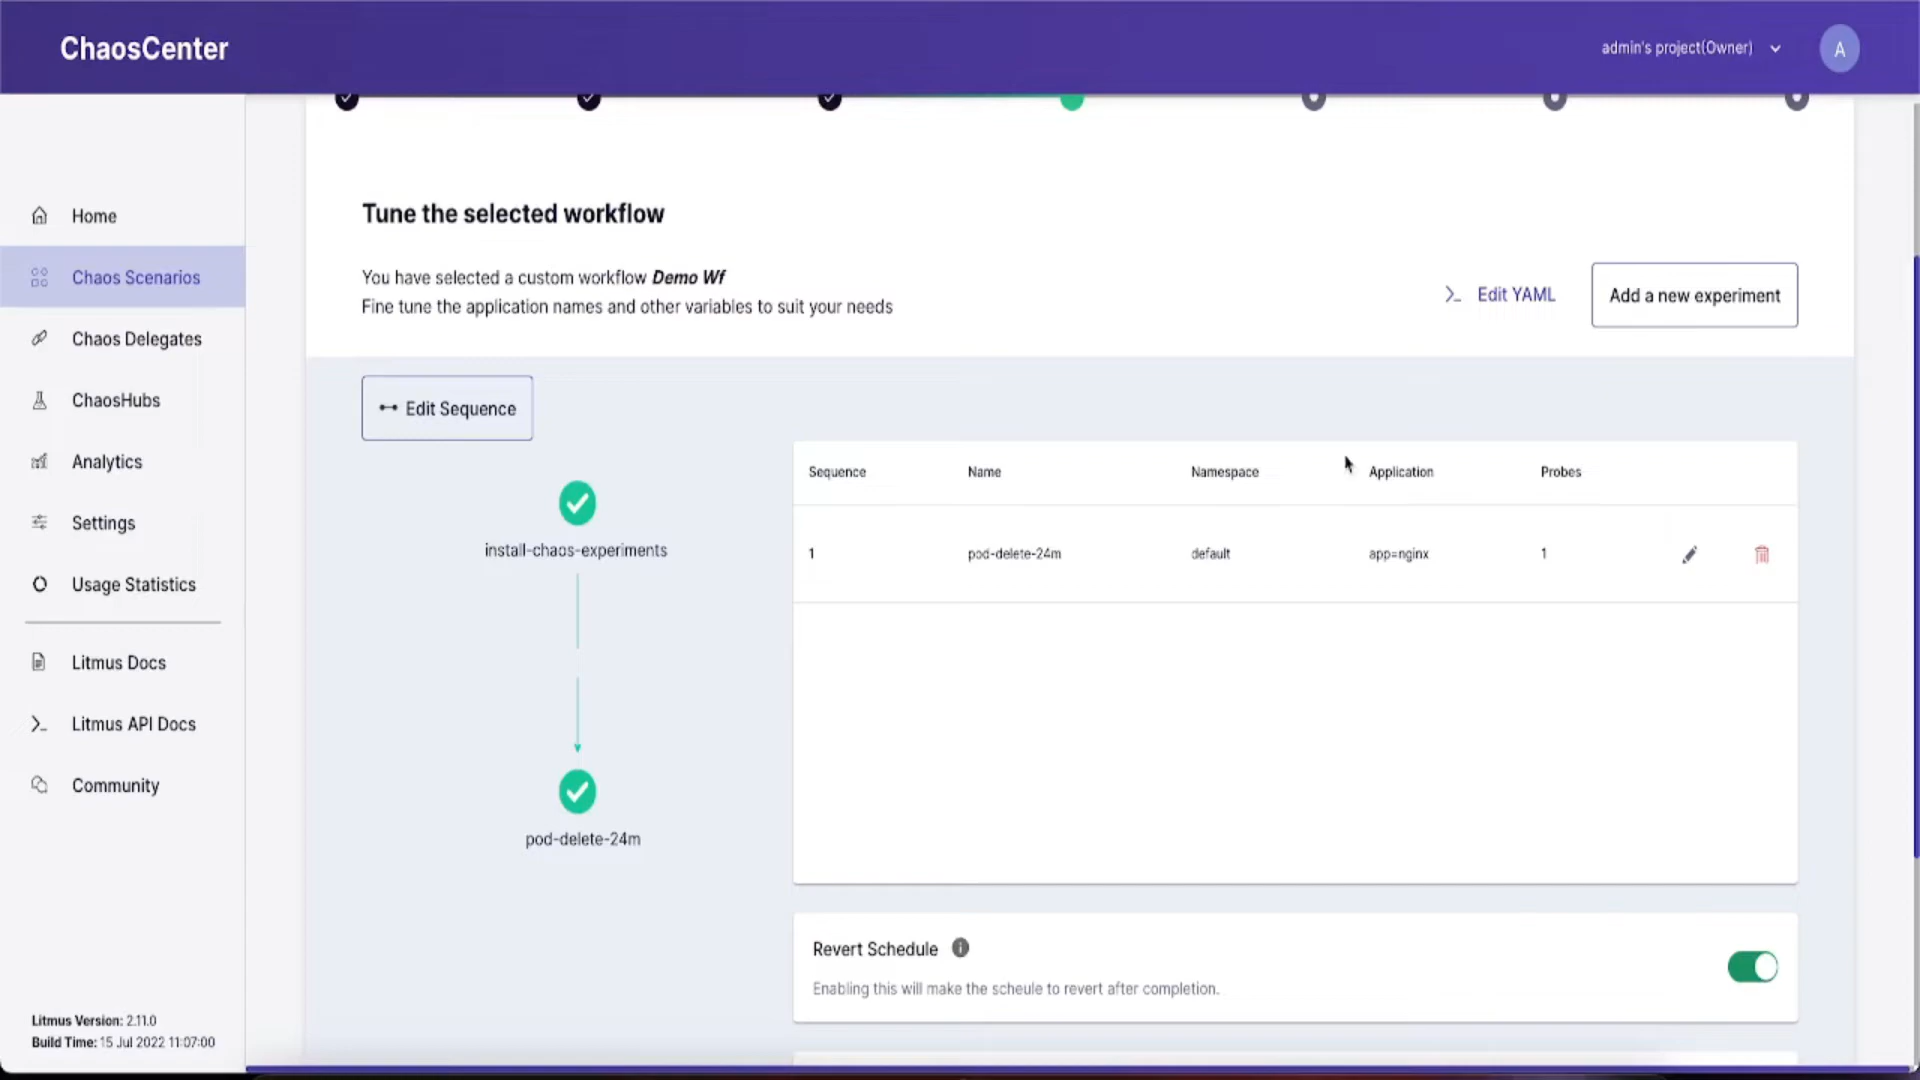 ChaosCenter
admin's project(Owner)
A
Home
Chaos Scenarios
Chaos Delegates
ChaosHubs
Analytics
Settings
Usage Statistics
Litmus Docs
Litmus API Docs
Community
Litmus Version: 2.11.0
Build Time: 15 Jul 2022 11:07:00
Tune the selected workflow
You have selected a custom workflow Demo Wf
Fine tune the application names and other variables to suit your needs
Edit YAML
Add a new experiment
Edit Sequence
install-chaos-experiments
pod-delete-24m
Sequence Name Namespace Application Probes
1 pod-delete-24m default app=nginx 1
Revert Schedule
Enabling this will make the scheule to revert after completion.